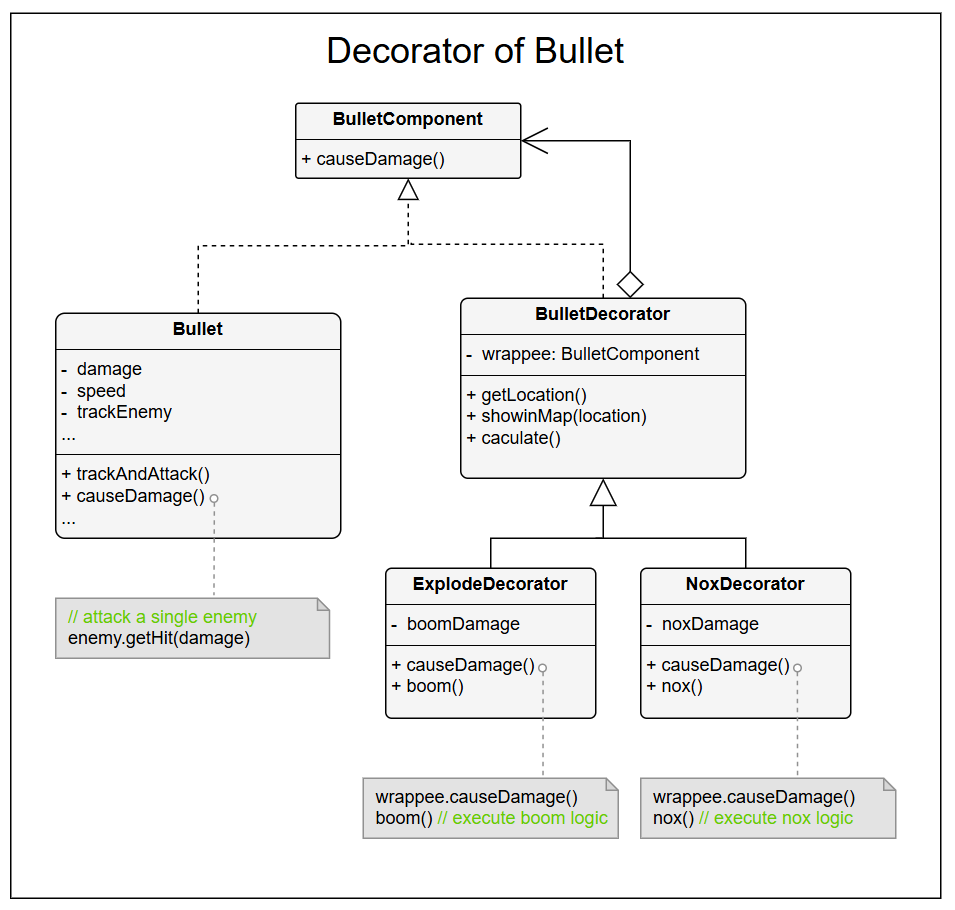 Decorator of Bullet
BulletComponent
+ causeDamage()
Bullet
- damage
- speed
- trackEnemy
...
+ trackAndAttack()
+ causeDamage()
...
// attack a single enemy
enemy.getHit(damage)
BulletDecorator
- wrappee: BulletComponent
+ getLocation()
+ showinMap(location)
+ caculate()
ExplodeDecorator
- boomDamage
+ causeDamage()
+ boom()
wrappee.causeDamage()
boom() // execute boom logic
NoxDecorator
- noxDamage
+ causeDamage()
+ nox()
wrappee.causeDamage()
nox() // execute nox logic